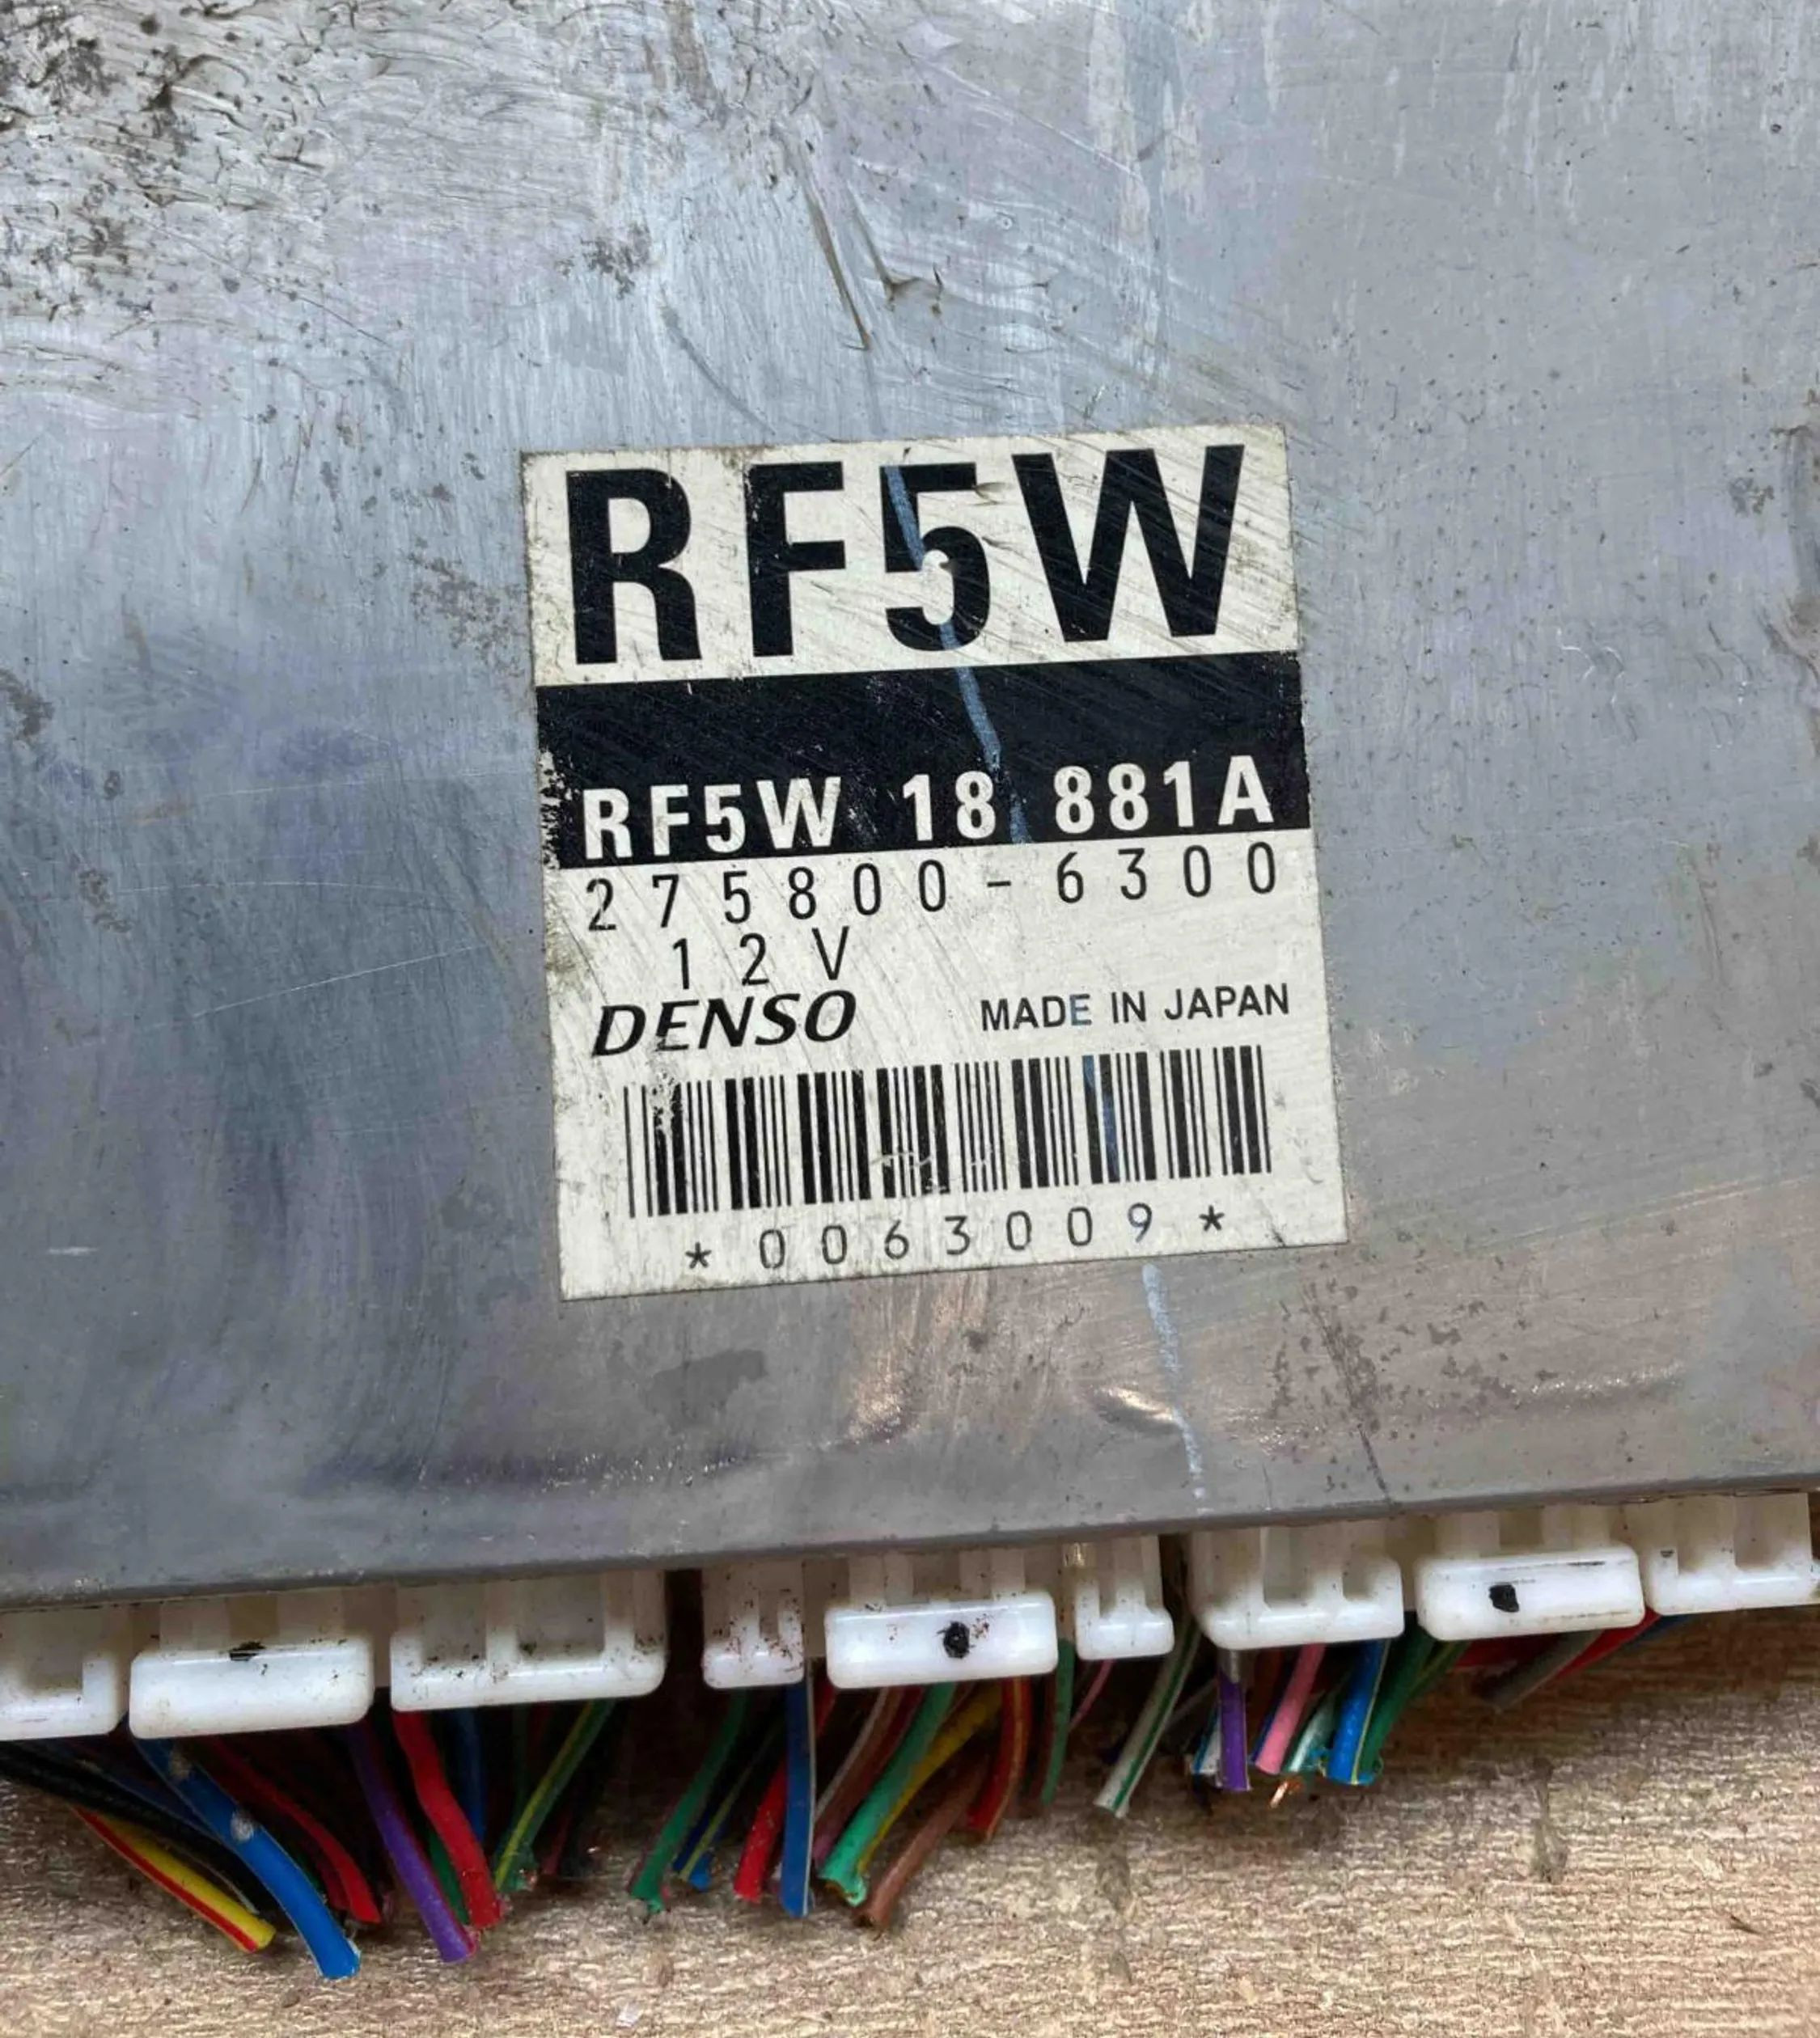 RF5W
RF5W 18 881A
275800-6300
12V
DENSO MADE IN JAPAN
*0063009*